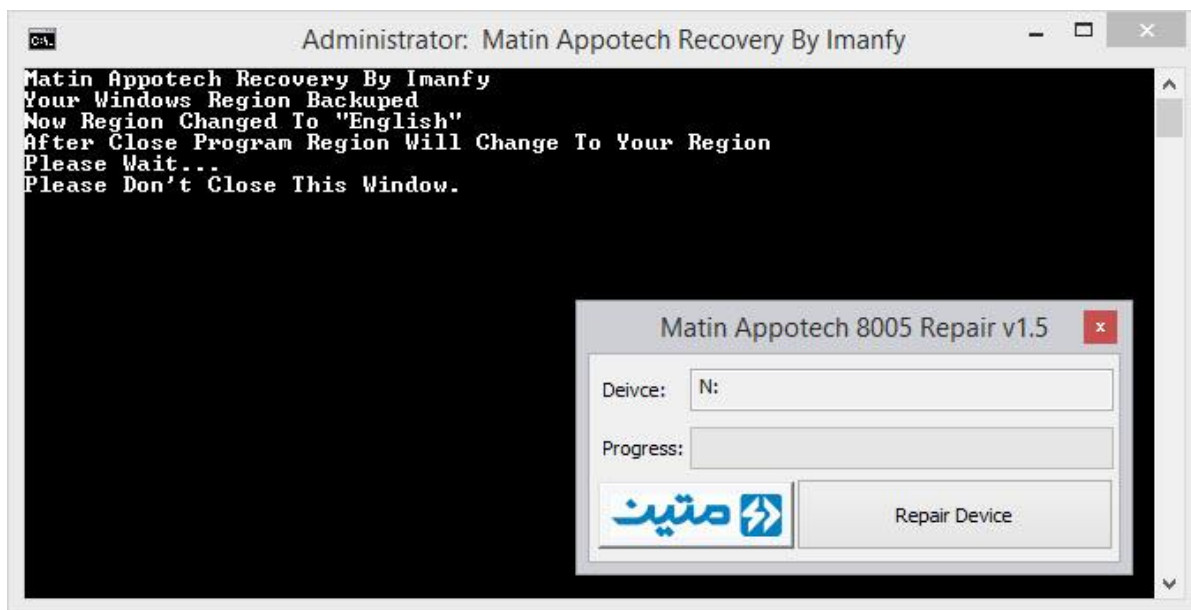 Administrator: Matin Appotech Recovery By Imanfy
Matin Appotech Recovery By Imanfy
Your Windows Region Backuped
Now Region Changed To "English"
After Close Program Region Will Change To Your Region
Please Wait...
Please Don't Close This Window.
Matin Appotech 8005 Repair v1.5
Deivce: N:
Progress:
متین
Repair Device